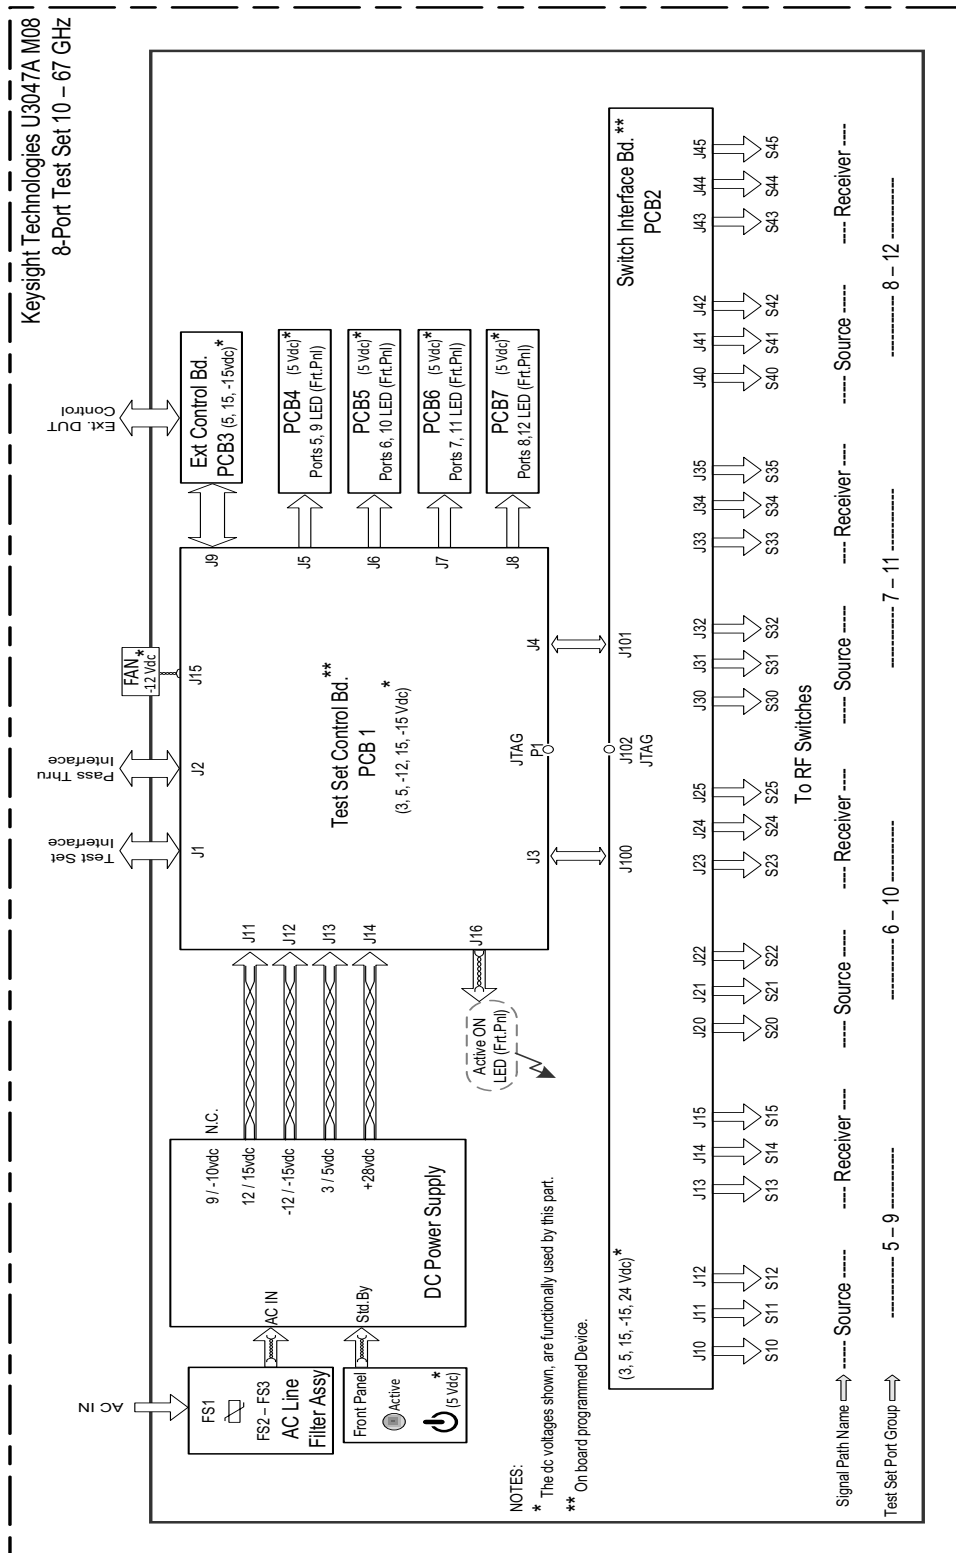 Keysight Technologies U3047A M08
8-Port Test Set 10 – 67 GHz
AC IN
FS1
FS2 – FS3
AC Line
Filter Assy
Front Panel
Active
(5 Vdc) *
AC IN
Std.By
DC Power Supply
9 / -10vdc
N.C.
12 / 15vdc
-12 / -15vdc
3 / 5vdc
+28vdc
J11
J12
J13
J14
J16
Active ON
LED (Frt.Pnl)
Test Set
Interface
J1
Pass Thru
Interface
J2
FAN *
-12 Vdc
J15
Test Set Control Bd. **
PCB 1
(3, 5, -12, 15, -15 Vdc) *
J3
JTAG
P1
J4
Ext. DUT
Control
J9
Ext Control Bd.
PCB3 (5, 15, -15vdc) *
J5
PCB4 (5 Vdc) *
Ports 5, 9 LED (Frt.Pnl)
J6
PCB5 (5 Vdc) *
Ports 6, 10 LED (Frt.Pnl)
J7
PCB6 (5 Vdc) *
Ports 7, 11 LED (Frt.Pnl)
J8
PCB7 (5 Vdc) *
Ports 8,12 LED (Frt.Pnl)
NOTES:
* The dc voltages shown, are functionally used by this part.
** On board programmed Device.
J100
J102
JTAG
J101
Switch Interface Bd. **
PCB2
(3, 5, 15, -15, 24 Vdc) *
J10 J11 J12 J13 J14 J15 J20 J21 J22 J23 J24 J25 J30 J31 J32 J33 J34 J35 J40 J41 J42 J43 J44 J45
S10 S11 S12 S13 S14 S15 S20 S21 S22 S23 S24 S25 S30 S31 S32 S33 S34 S35 S40 S41 S42 S43 S44 S45
To RF Switches
Signal Path Name ---- Source ---- ---- Receiver ---- ---- Source ---- ---- Receiver ---- ---- Source ---- ---- Receiver ---- ---- Source ---- ---- Receiver ----
Test Set Port Group ---------- 5 – 9 ---------- ---------- 6 – 10 ---------- ---------- 7 – 11 ---------- ---------- 8 – 12 ----------